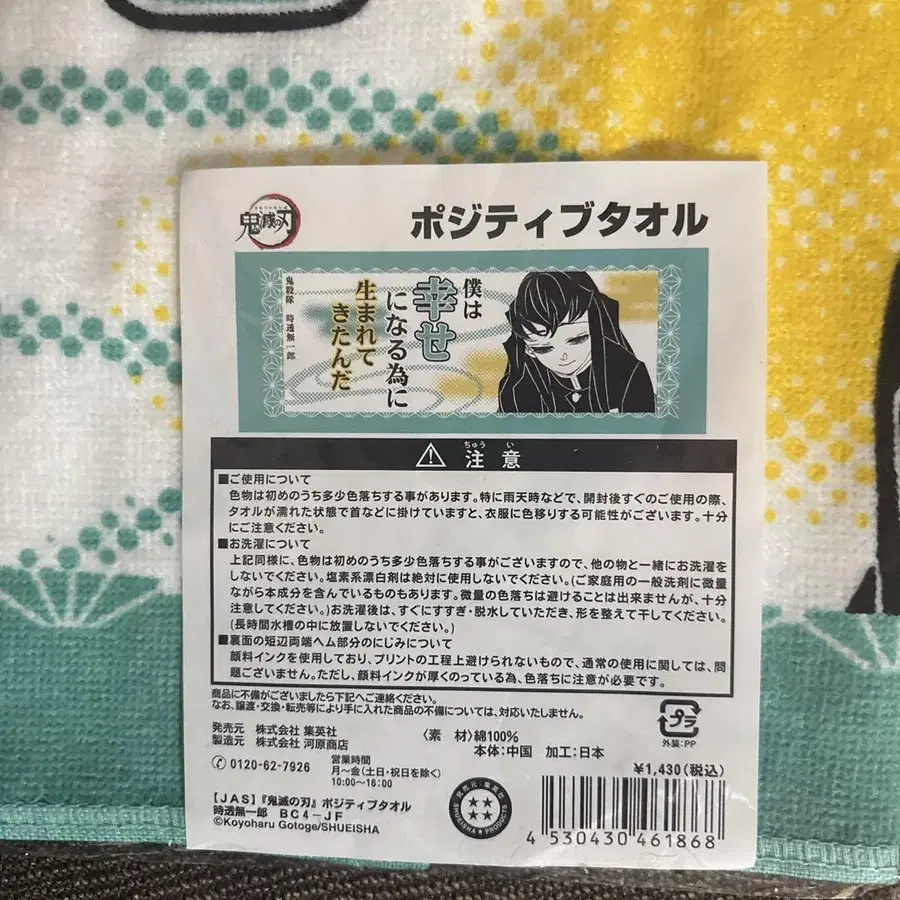 鬼滅の刃
ポジティブタオル
僕は
幸せ
になる為に
生まれて
きたんだ
鬼殺隊 時透無一郎
ちゅう い
注意
■ご使用について
色物は初めのうち多少色落ちする事があります。特に雨天時などで、開封後すぐのご使用の際、
タオルが濡れた状態で首などに掛けていますと、衣服に色移りする可能性がございます。十分
にご注意ください。
■お洗濯について
上記同様に、色物は初めのうち多少色落ちする事がございますので、他の物と一緒にお洗濯を
しないでください。塩素系漂白剤は絶対に使用しないでください。(ご家庭用の一般洗剤に微量
ながら本成分を含んでいるものもあります。微量の色落ちは避けることは出来ませんが、十分
注意してください。)お洗濯後は、すぐにすすぎ・脱水していただき、形を整えて干してください。
(長時間水槽の中に放置しないでください。)
■裏面の短辺両端ヘム部分のにじみについて
顔料インクを使用しており、プリントの工程上避けられないもので、通常の使用に関しては、問
題ございません。ただし、顔料インクが厚くのっている為、色落ちに注意が必要です。
商品に不備がございましたら下記へご連絡ください。
なお、譲渡・交換・転売等により手に入れた商品の不備については、対応いたしません。
発売元 株式会社 集英社
製造元 株式会社 河原商店
〈素 材〉綿100%
本体:中国 加工:日本
プラ
外装:PP
0120-62-7926
営業時間
月〜金(土日・祝日を除く)
10:00〜16:00
¥1,430(税込)
【JAS】『鬼滅の刃』ポジティブタオル
時透無一郎 BC4-JF
©Koyoharu Gotoge/SHUEISHA
発売元・集英社
SHUEISHA PRODUCTS
4 530430 461868